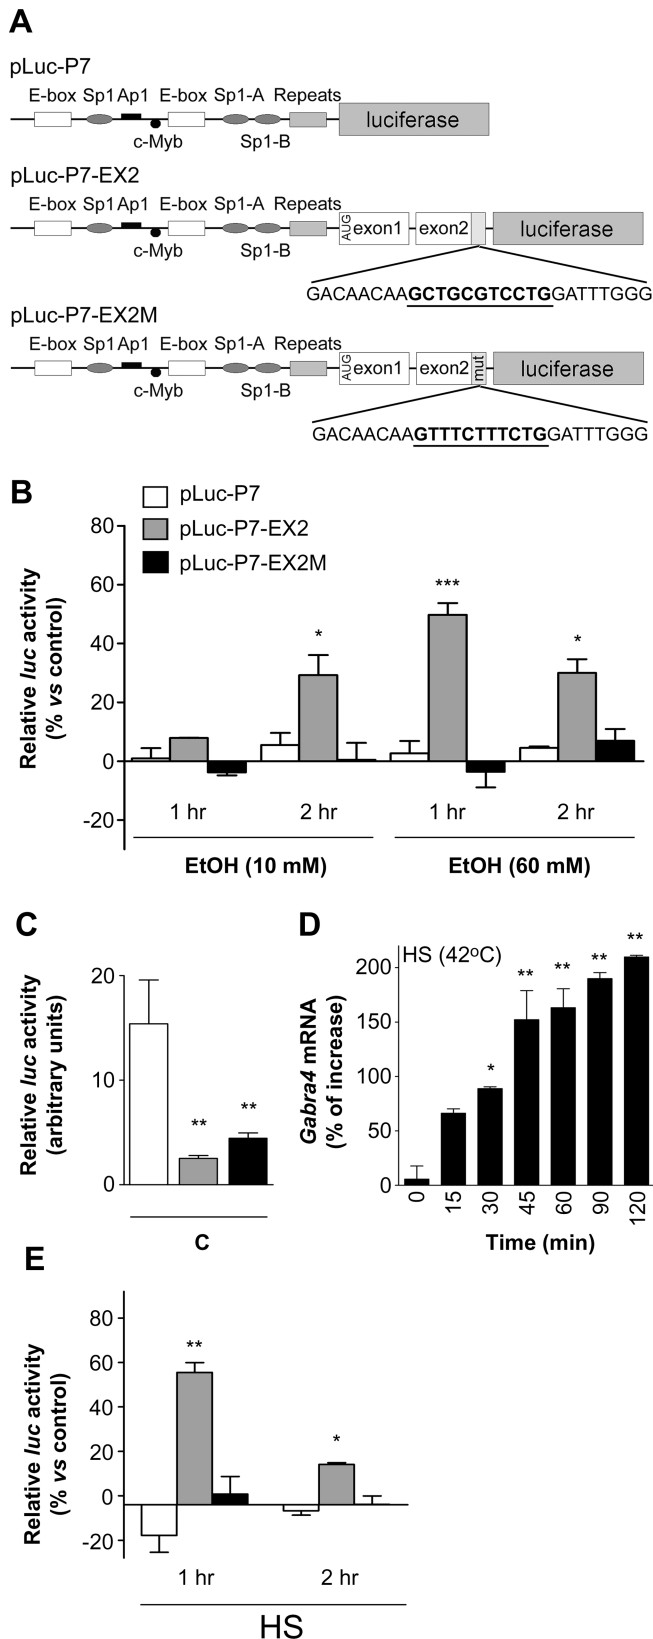 A
pLuc-P7
E-box Sp1 Ap1 E-box Sp1-A Repeats
luciferase
c-Myb Sp1-B
pLuc-P7-EX2
E-box Sp1 Ap1 E-box Sp1-A Repeats
AUG exon1 exon2 luciferase
c-Myb Sp1-B
GACAACAAGCTGCGTCCTGGATTTGGG
pLuc-P7-EX2M
E-box Sp1 Ap1 E-box Sp1-A Repeats
AUG exon1 exon2 mut luciferase
c-Myb Sp1-B
GACAACAAGTTTCTTTCTGGATTTGGG
B
pLuc-P7
pLuc-P7-EX2
pLuc-P7-EX2M
Relative luc activity
(% vs control)
80
60
40
20
0
-20
* *** *
1 hr 2 hr 1 hr 2 hr
EtOH (10 mM) EtOH (60 mM)
C
Relative luc activity
(arbitrary units)
20
10
0
** **
C
D
HS (42ºC)
Gabra4 mRNA
(% of increase)
200
150
100
50
0
* ** ** ** **
0 15 30 45 60 90 120
Time (min)
E
Relative luc activity
(% vs control)
80
60
40
20
0
-20
** *
1 hr 2 hr
HS